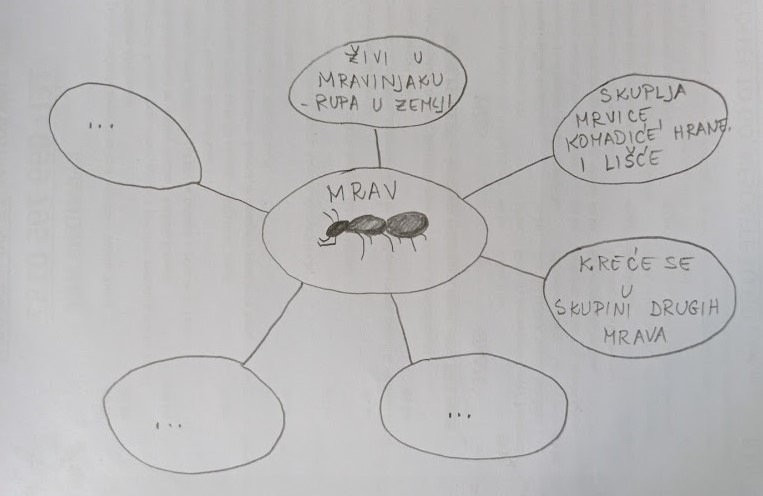 ŽIVI U
MRAVINJAKU
- RUPA U ZEMLJI
SKUPLJA
MRVICE,
KOMADIĆE HRANE,
I LIŠĆE
MRAV
KREĆE SE
U
SKUPINI DRUGIH
MRAVA
...
...
...